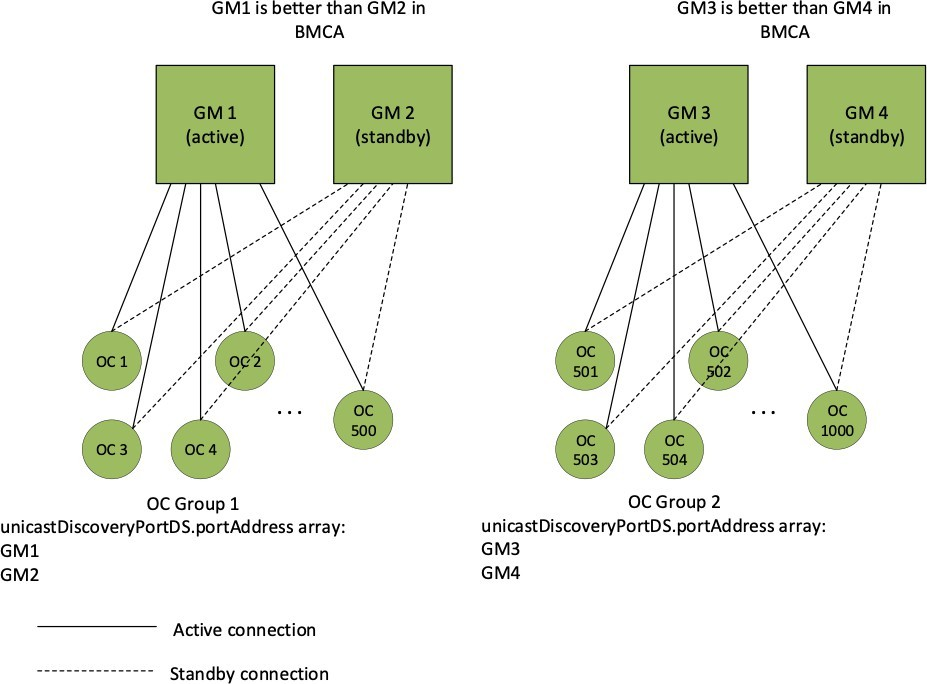 GM1 is better than GM2 in
BMCA
GM3 is better than GM4 in
BMCA
GM 1
(active)
GM 2
(standby)
GM 3
(active)
GM 4
(standby)
OC 1
OC 2
OC 3
OC 4
...
OC
500
OC
501
OC
502
OC
503
OC
504
...
OC
1000
OC Group 1
unicastDiscoveryPortDS.portAddress array:
GM1
GM2
OC Group 2
unicastDiscoveryPortDS.portAddress array:
GM3
GM4
Active connection
Standby connection